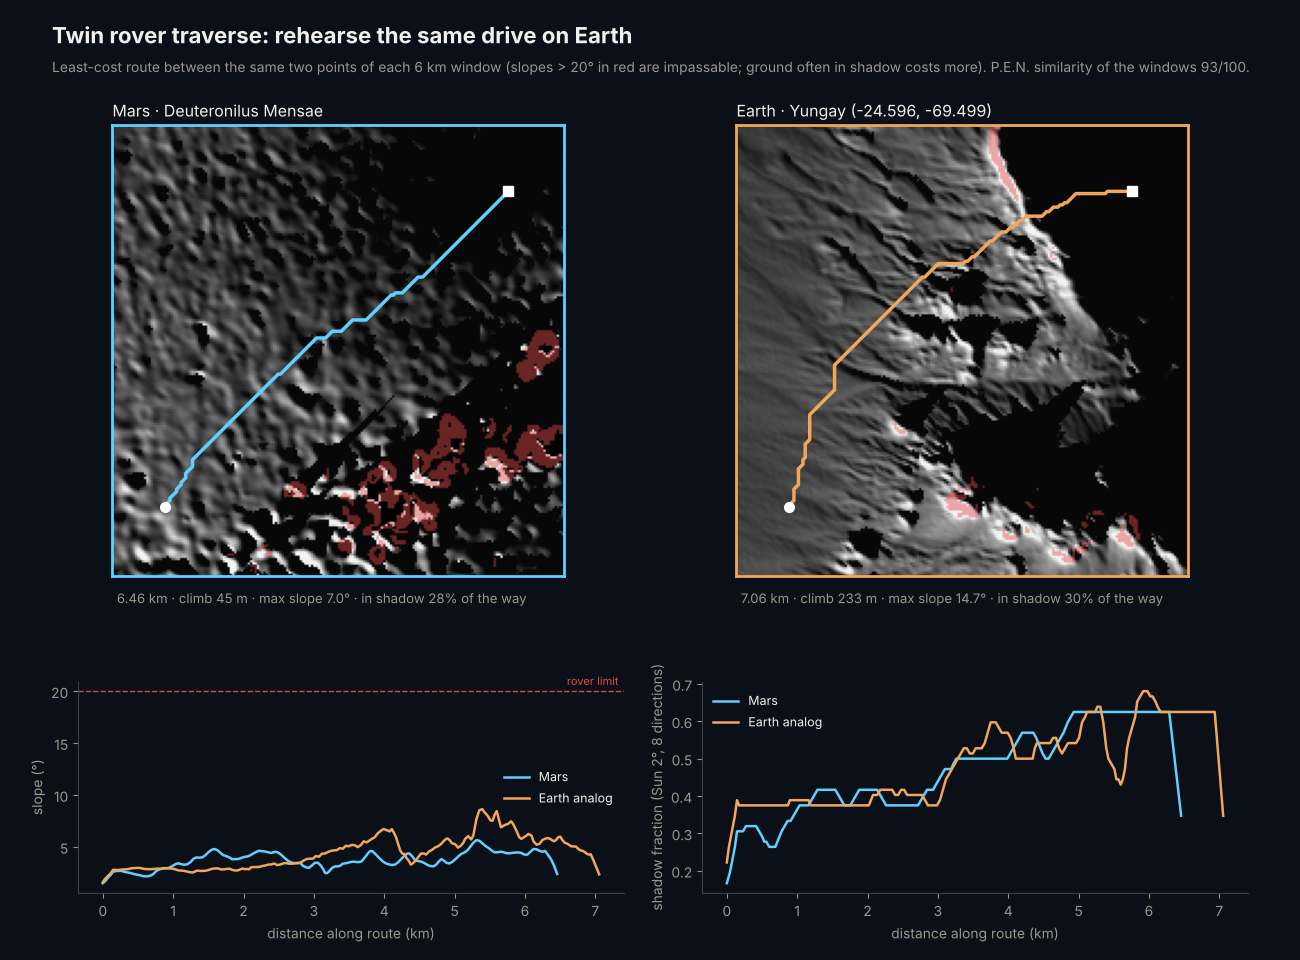 Twin rover traverse: rehearse the same drive on Earth
Least-cost route between the same two points of each 6 km window (slopes > 20° in red are impassable; ground often in shadow costs more). P.E.N. similarity of the windows 93/100.
Mars · Deuteronilus Mensae
Earth · Yungay (-24.596, -69.499)
6.46 km · climb 45 m · max slope 7.0° · in shadow 28% of the way
7.06 km · climb 233 m · max slope 14.7° · in shadow 30% of the way
slope (°)
20
15
10
5
rover limit
Mars
Earth analog
0 1 2 3 4 5 6 7
distance along route (km)
shadow fraction (Sun 2°, 8 directions)
0.7
0.6
0.5
0.4
0.3
0.2
Mars
Earth analog
0 1 2 3 4 5 6 7
distance along route (km)